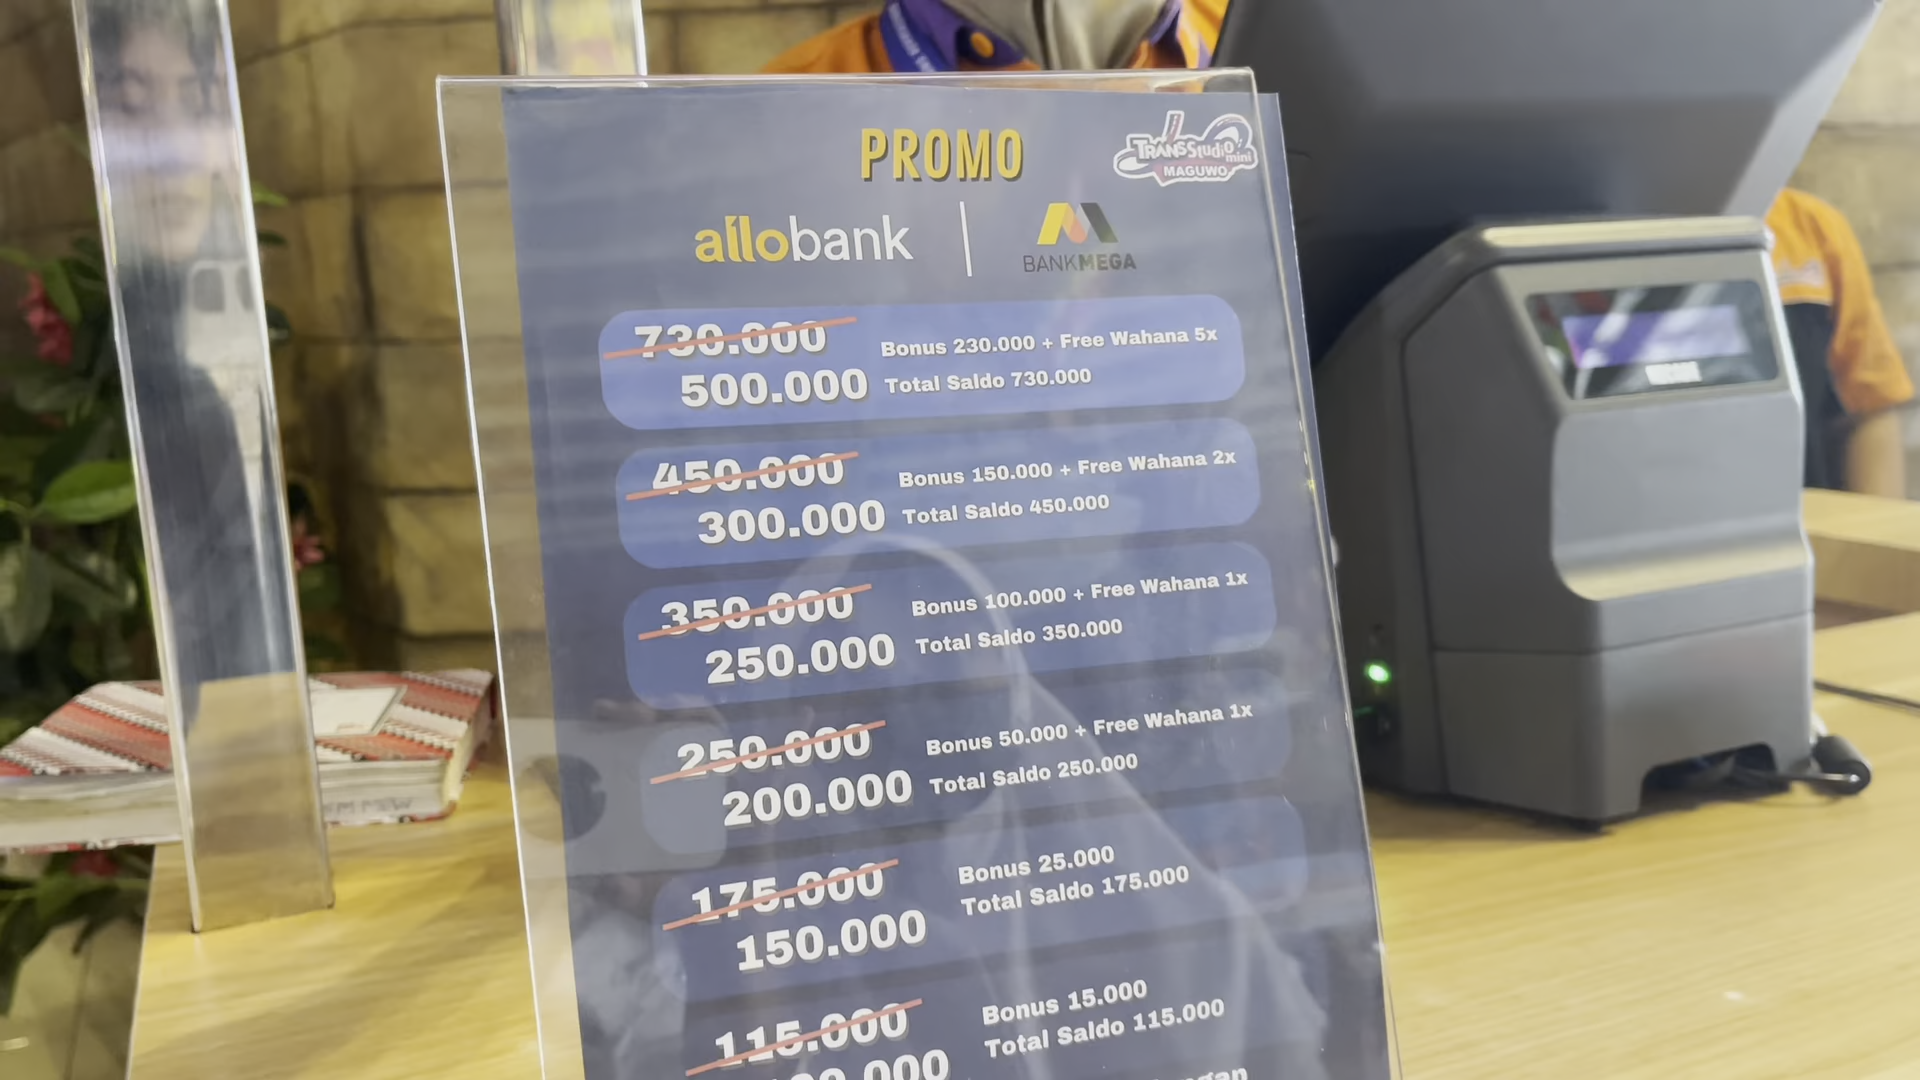 PROMO
TRANS Studio
mini
MAGUWO
allobank
BANKMEGA
730.000
500.000
Bonus 230.000 + Free Wahana 5x
Total Saldo 730.000
450.000
300.000
Bonus 150.000 + Free Wahana 2x
Total Saldo 450.000
350.000
250.000
Bonus 100.000 + Free Wahana 1x
Total Saldo 350.000
250.000
200.000
Bonus 50.000 + Free Wahana 1x
Total Saldo 250.000
175.000
150.000
Bonus 25.000
Total Saldo 175.000
115.000
Bonus 15.000
Total Saldo 115.000